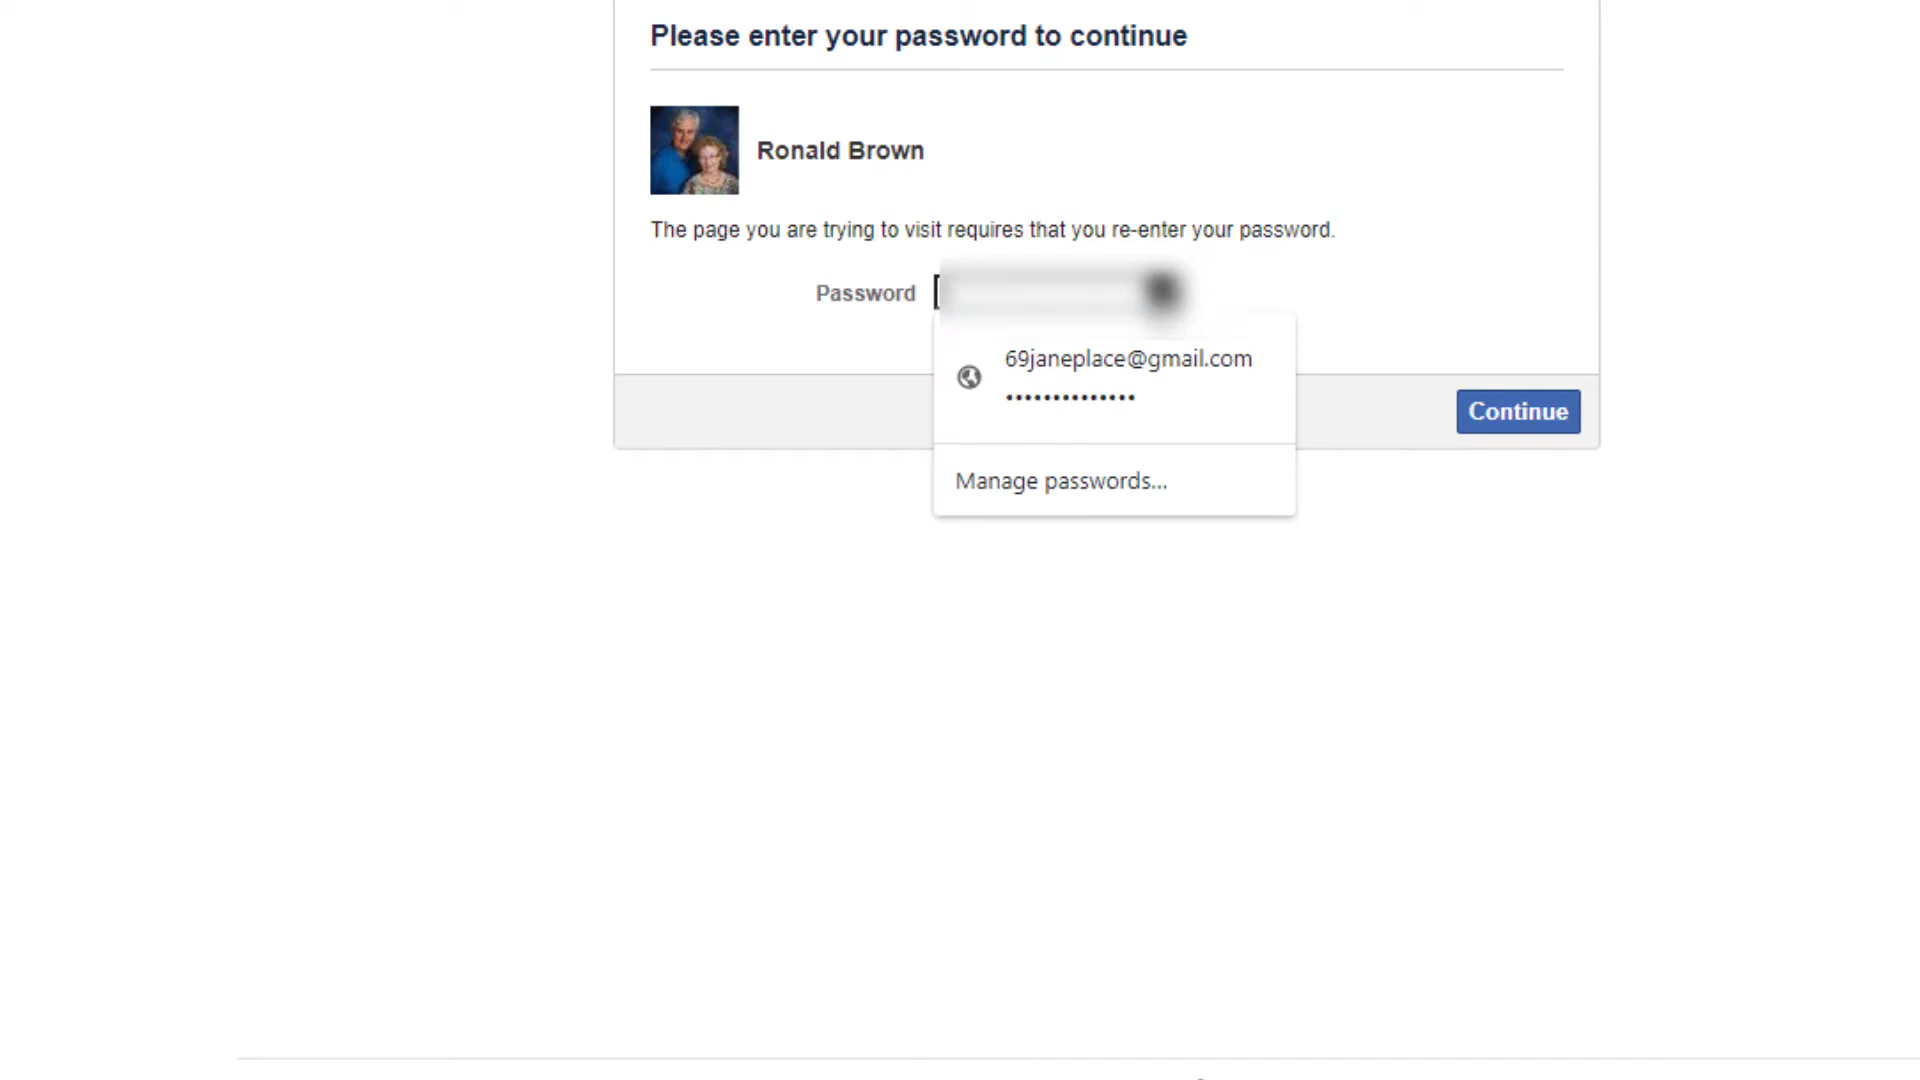 Please enter your password to continue
Ronald Brown
The page you are trying to visit requires that you re-enter your password.
Password
69janeplace@gmail.com
••••••••••••••
Continue
Manage passwords...